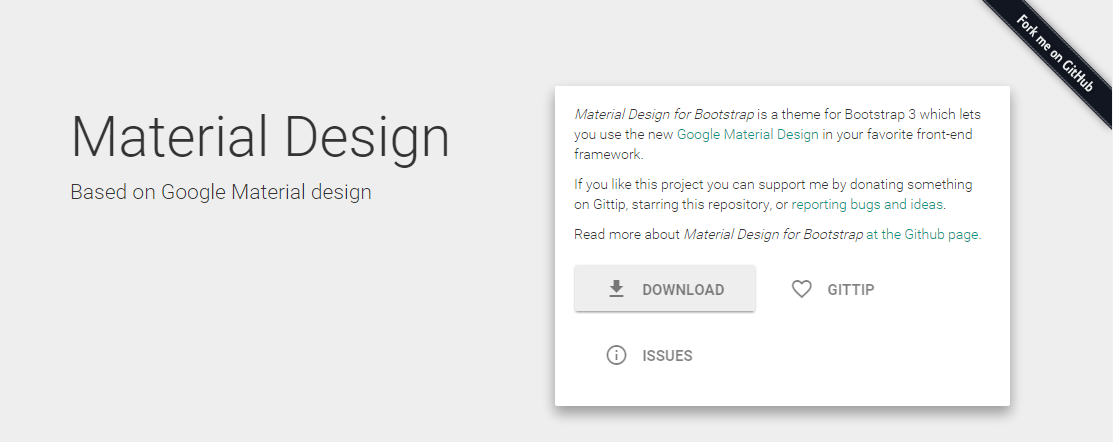 Fork me on GitHub
Material Design
Based on Google Material design
Material Design for Bootstrap is a theme for Bootstrap 3 which lets
you use the new Google Material Design in your favorite front-end
framework.
If you like this project you can support me by donating something
on Gittip, starring this repository, or reporting bugs and ideas.
Read more about Material Design for Bootstrap at the Github page.
DOWNLOAD
GITTIP
ISSUES